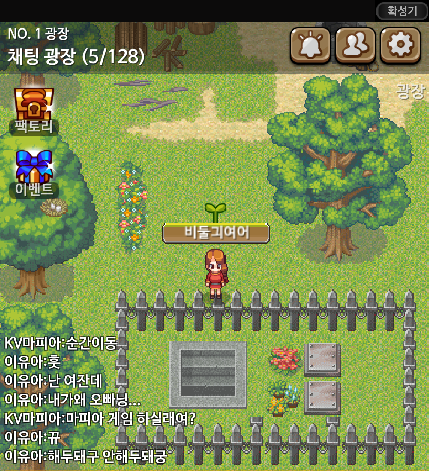 확성기
NO. 1 광장
채팅 광장 (5/128)
광장
팩토리
이벤트
비둘긔여어
KV마피아:순간이동
이유아:훗
이유아:난 여잔데
이유아:내가왜 오빠닝...
KV마피아:마피아 게임 하실래여?
이유아:뀨
이유아:해두돼구 안해두돼궁